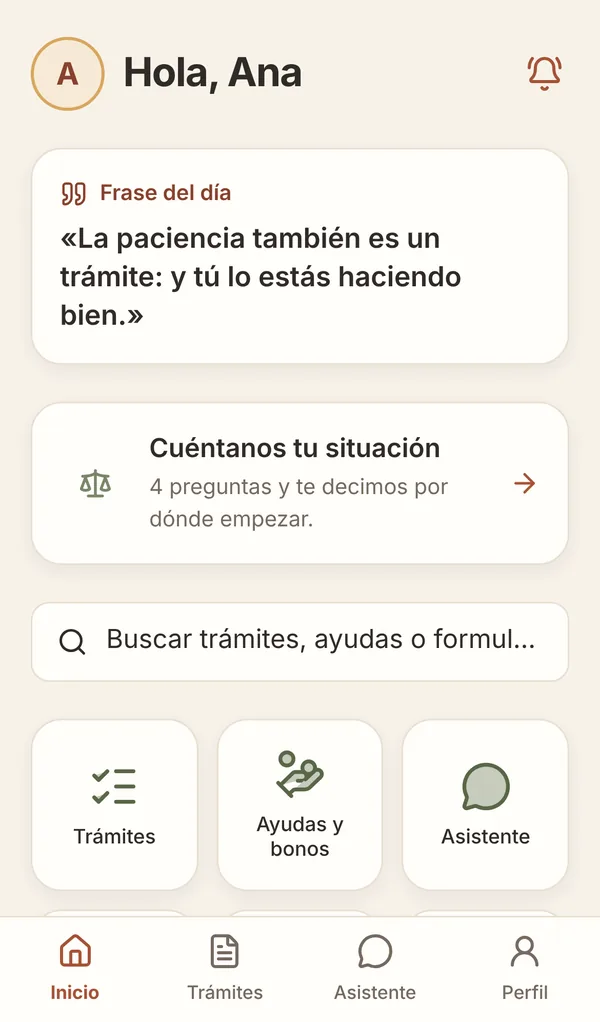 A
Hola, Ana
Frase del día
«La paciencia también es un
trámite: y tú lo estás haciendo
bien.»
Cuéntanos tu situación
4 preguntas y te decimos por
dónde empezar.
Buscar trámites, ayudas o formul...
Trámites
Ayudas y
bonos
Asistente
Inicio
Trámites
Asistente
Perfil